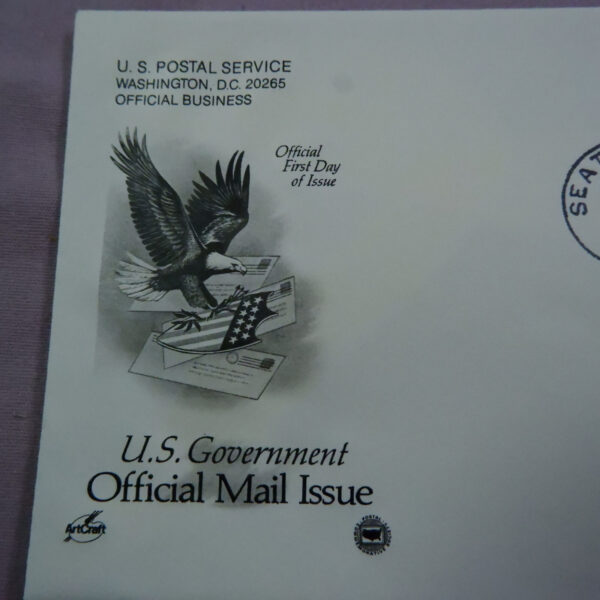 U. S. POSTAL SERVICE
WASHINGTON, D.C. 20265
OFFICIAL BUSINESS
Official
First Day
of Issue
SEAT
U.S. Government
Official Mail Issue
ArtCraft